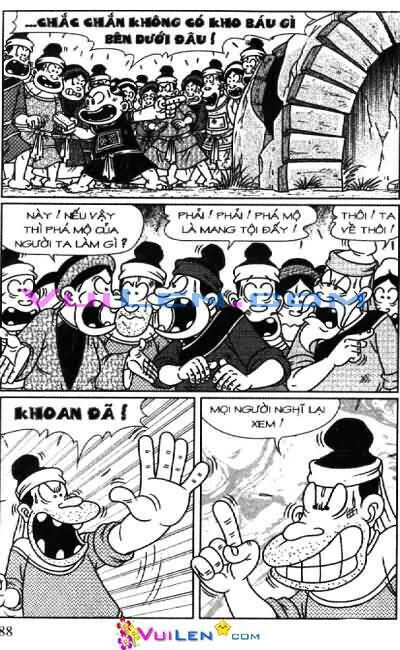 ...CHẮC CHẮN KHÔNG CÓ KHO BÁU GÌ
BÊN DƯỚI ĐÂU!
NÀY! NẾU VẬY
THÌ PHÁ MỘ CỦA
NGƯỜI TA LÀM GÌ?
PHẢI! PHẢI! PHÁ MỘ
LÀ MANG TỘI ĐẤY!
THÔI! TA
VỀ THÔI!
VUILEN.COM
KHOAN ĐÃ!
MỌI NGƯỜI NGHĨ LẠI
XEM!
88
VUILEN.COM